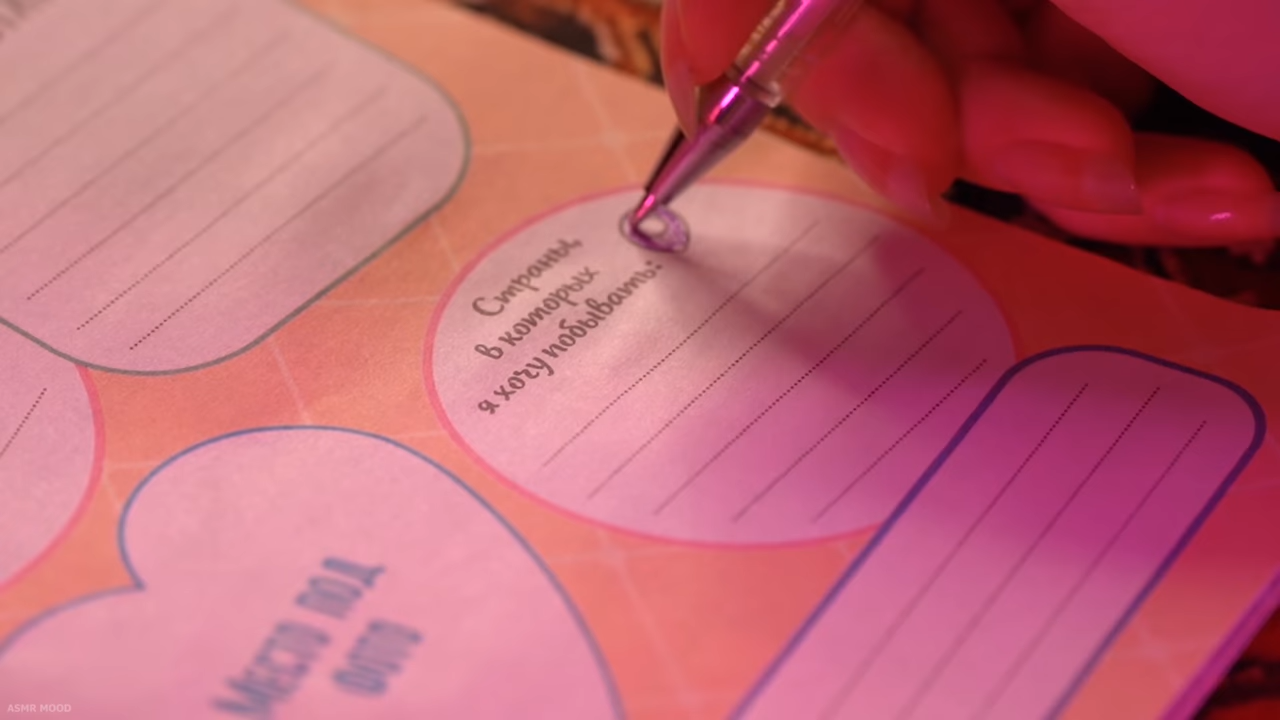 Страны,
в которых
я хочу побывать:
Место под
фото
ASMR MOOD